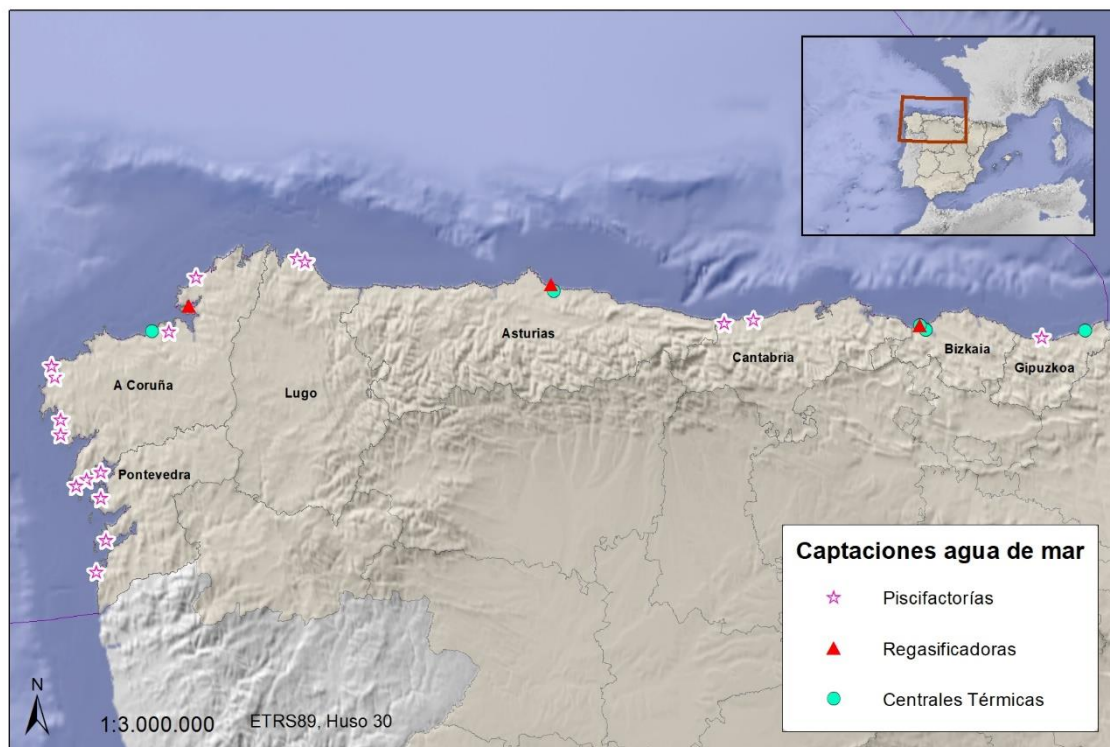 Asturias
Cantabria
Bizkaia
Gipuzkoa
A Coruña
Lugo
Pontevedra
Captaciones agua de mar
Piscifactorías
Regasificadoras
Centrales Térmicas
N
1:3.000.000
ETRS89, Huso 30